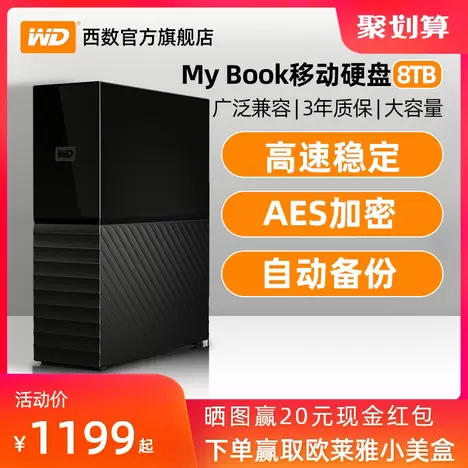 WD 西数官方旗舰店
聚划算
My Book移动硬盘 8TB
广泛兼容|3年质保|大容量
WD
高速稳定
AES加密
自动备份
活动价
¥1199起
晒图赢20元现金红包
下单赢取欧莱雅小美盒